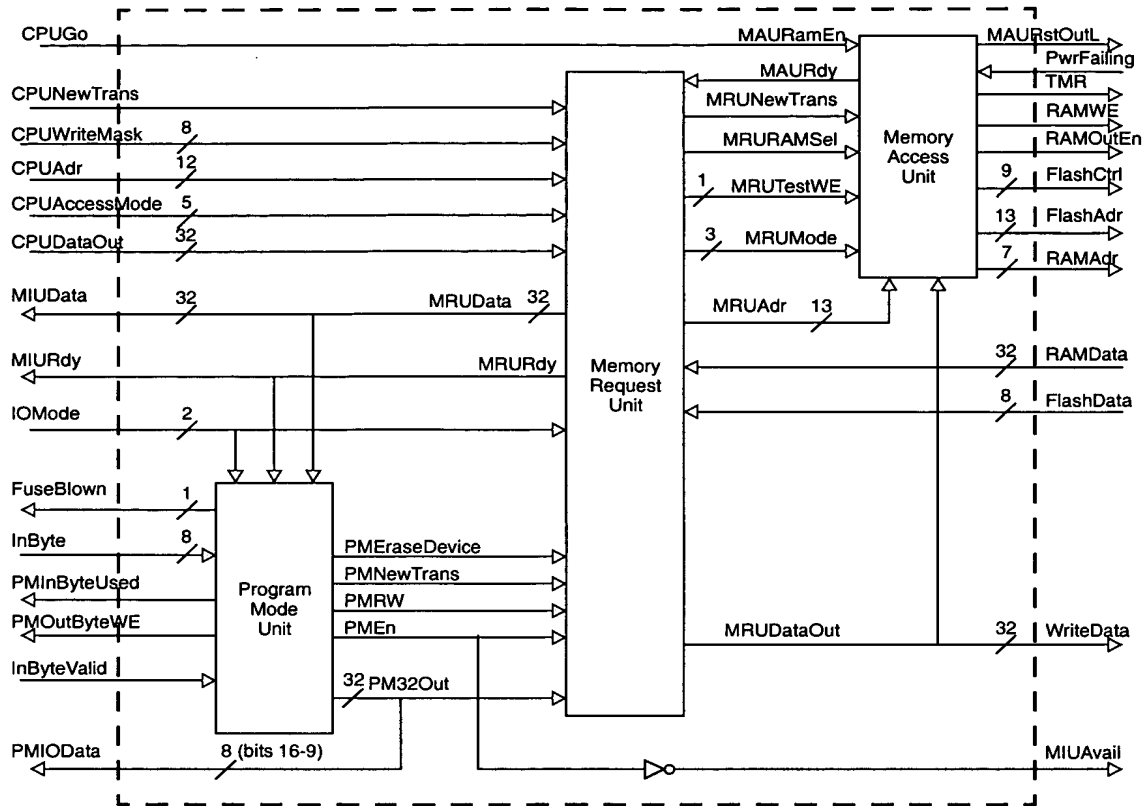 CPUGo
MAURamEn
MAURstOutL
PwrFailing
MAURdy
TMR
CPUNewTrans
MRUNewTrans
RAMWE
CPUWriteMask
8
MRURAMSel
Memory
Access
Unit
RAMOutEn
CPUAdr
12
1
MRUTestWE
9
FlashCtrl
CPUAccessMode
5
13
FlashAdr
CPUDataOut
32
3
MRUMode
7
RAMAdr
MIUData
32
MRUData
32
MRUAdr
13
MIURdy
MRURdy
Memory
Request
Unit
32
RAMData
IOMode
2
8
FlashData
FuseBlown
1
InByte
8
PMEraseDevice
PMInByteUsed
Program
Mode
Unit
PMNewTrans
PMRW
PMOutByteWE
PMEn
MRUDataOut
32
WriteData
InByteValid
32
PM32Out
PMIOData
8 (bits 16-9)
MIUAvail